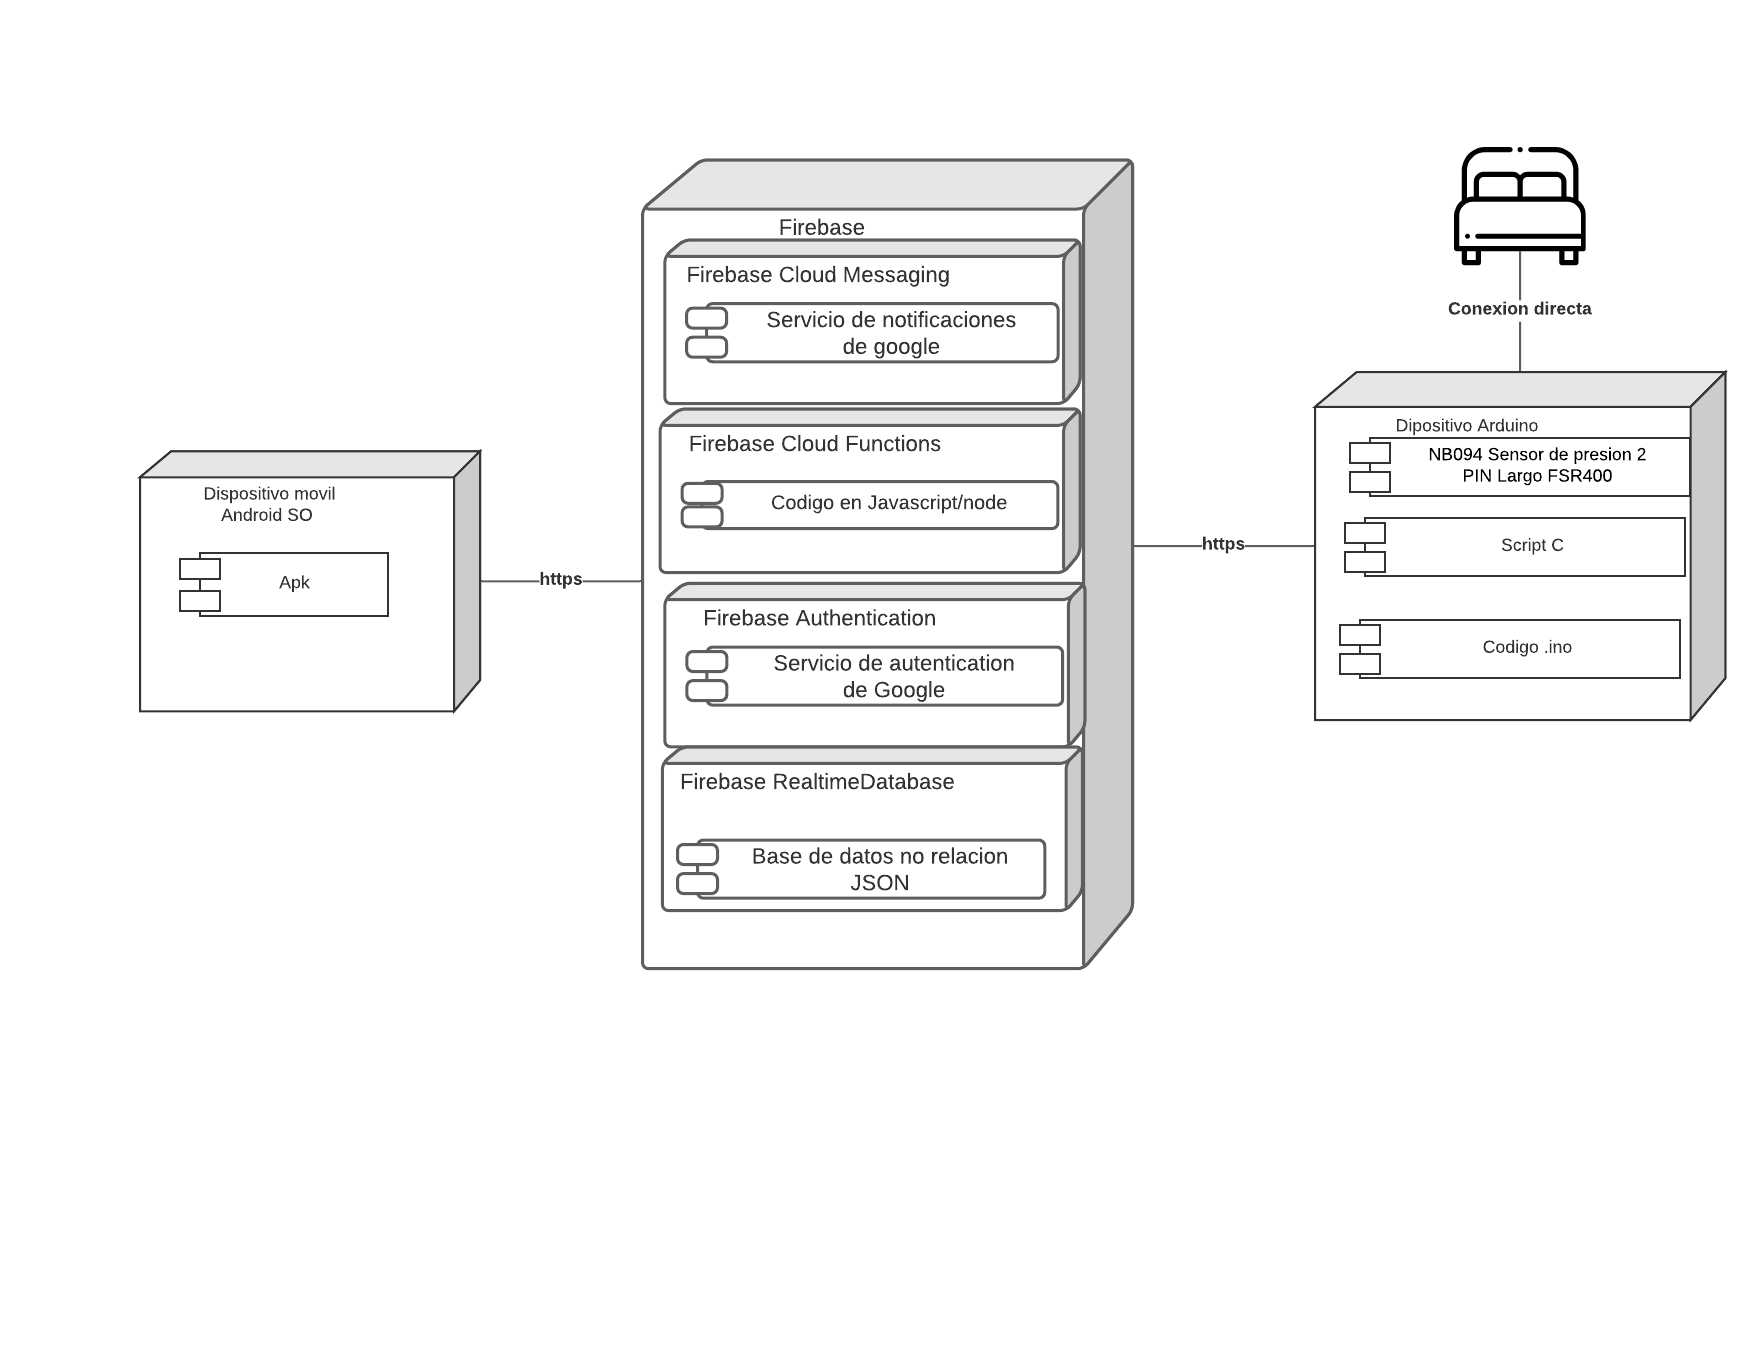 Dispositivo movil
Android SO
Apk
https
Firebase
Firebase Cloud Messaging
Servicio de notificaciones
de google
Firebase Cloud Functions
Codigo en Javascript/node
Firebase Authentication
Servicio de autentication
de Google
Firebase RealtimeDatabase
Base de datos no relacion
JSON
https
Conexion directa
Dipositivo Arduino
NB094 Sensor de presion 2
PIN Largo FSR400
Script C
Codigo .ino